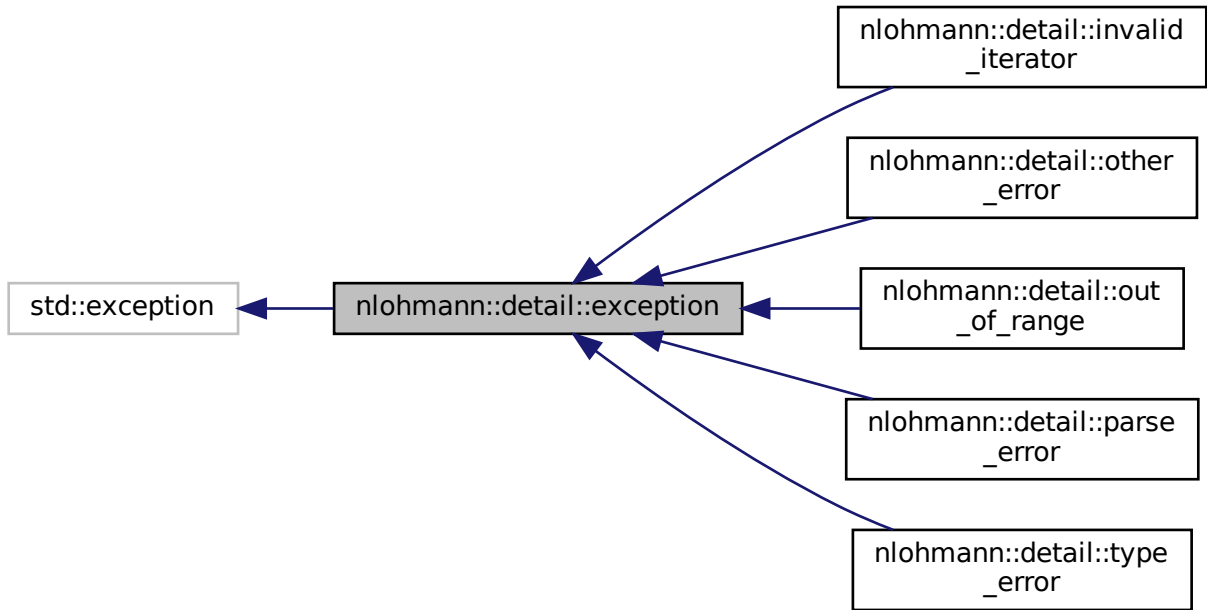 std::exception
nlohmann::detail::exception
nlohmann::detail::invalid
_iterator
nlohmann::detail::other
_error
nlohmann::detail::out
_of_range
nlohmann::detail::parse
_error
nlohmann::detail::type
_error